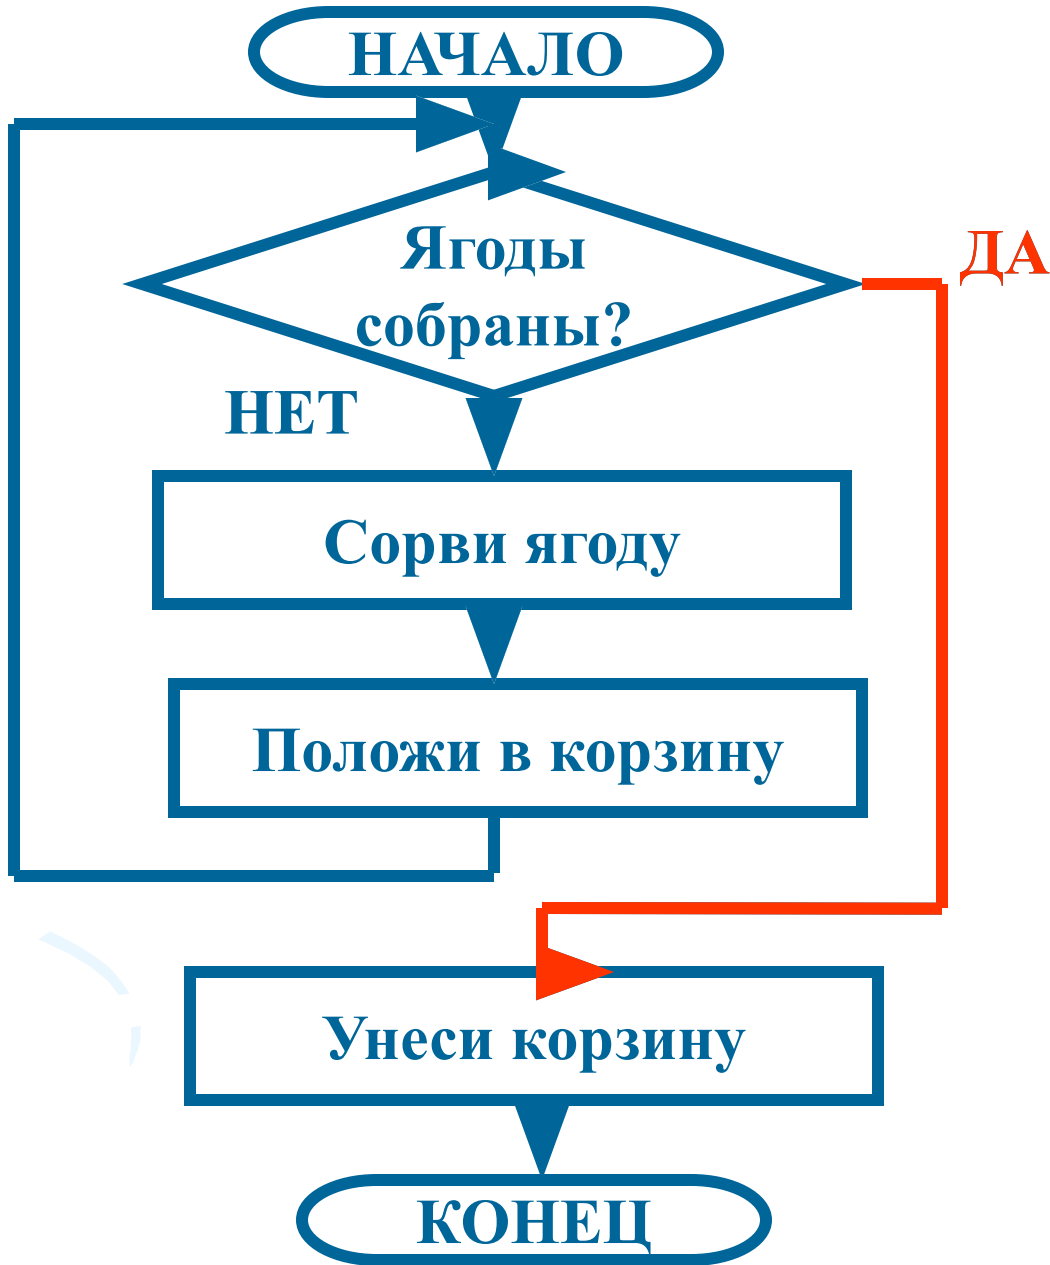 НАЧАЛО
Ягоды
собраны?
ДА
НЕТ
Сорви ягоду
Положи в корзину
Унеси корзину
КОНЕЦ